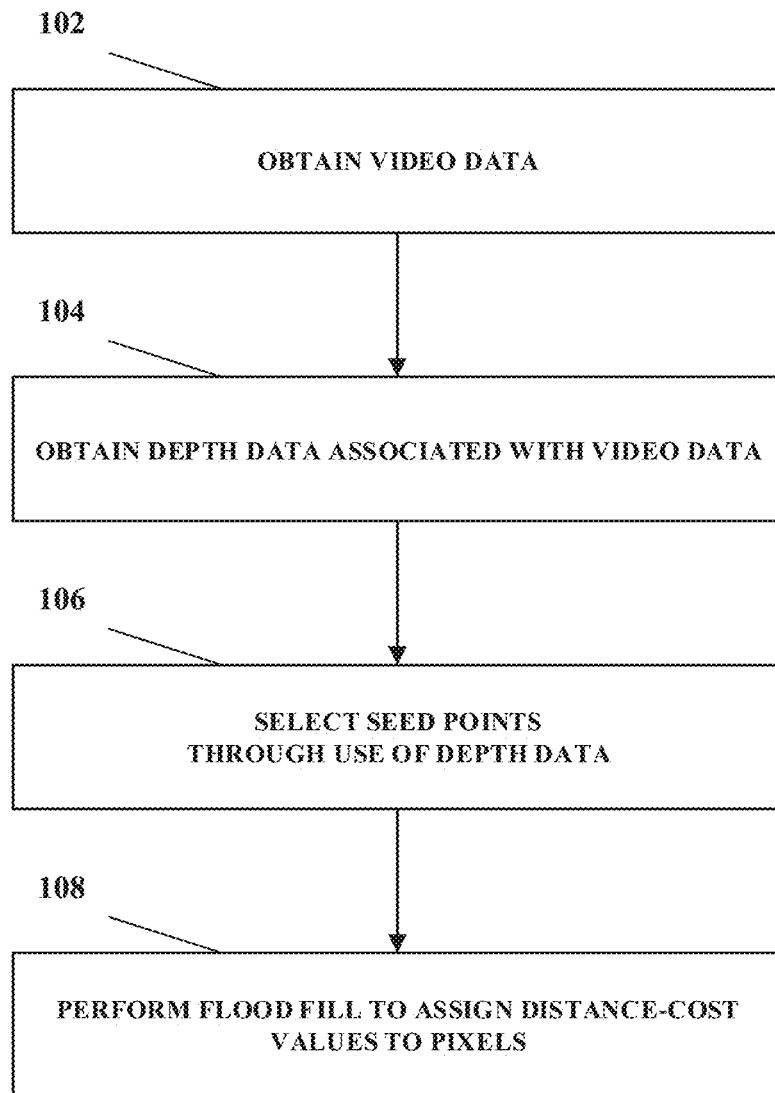 102
OBTAIN VIDEO DATA
104
OBTAIN DEPTH DATA ASSOCIATED WITH VIDEO DATA
106
SELECT SEED POINTS
THROUGH USE OF DEPTH DATA
108
PERFORM FLOOD FILL TO ASSIGN DISTANCE-COST
VALUES TO PIXELS